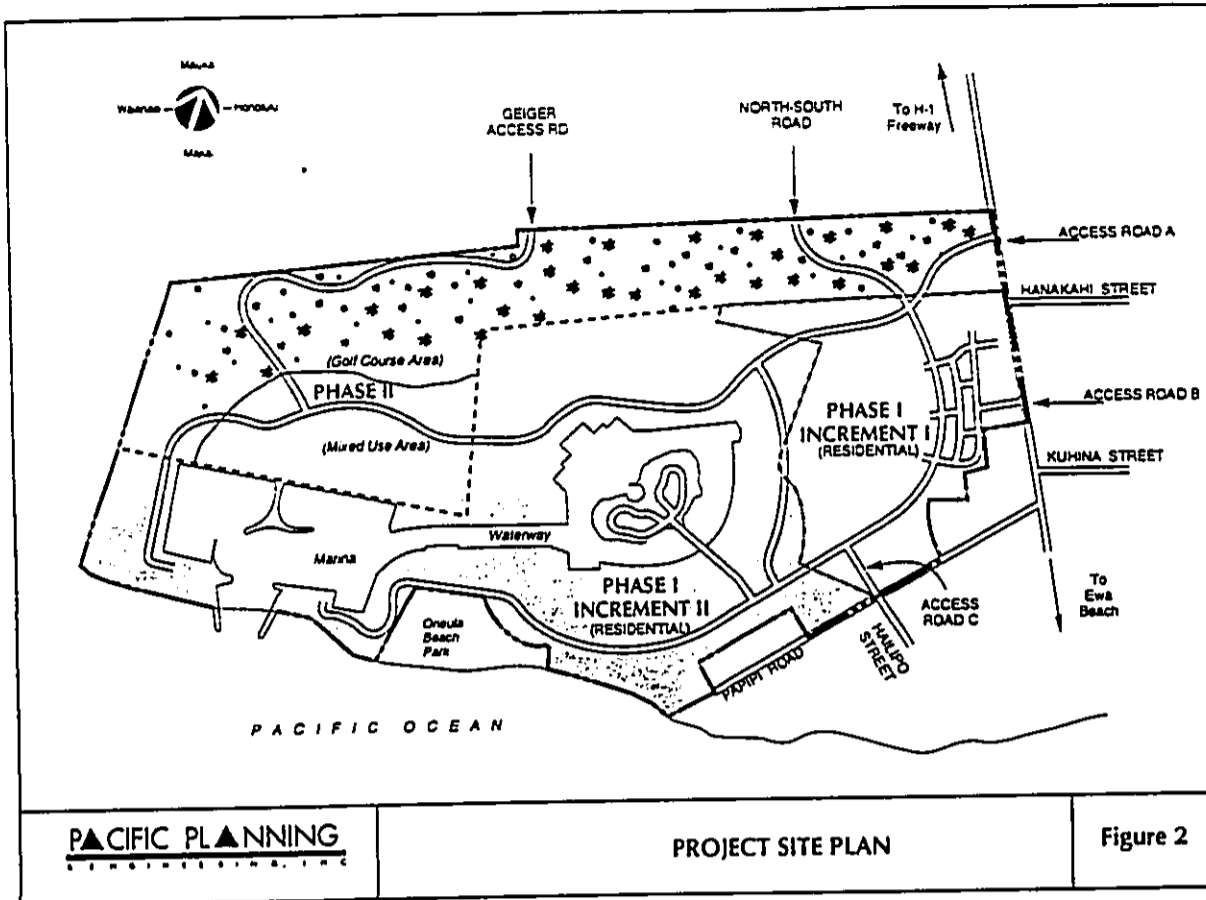 Mauka
Waianae
Honolulu
Makai
GEIGER
ACCESS RD
NORTH-SOUTH
ROAD
To H-1
Freeway
ACCESS ROAD A
HANAKAHI STREET
(Golf Course Area)
PHASE II
(Mixed Use Area)
PHASE I
INCREMENT I
(RESIDENTIAL)
ACCESS ROAD B
KUHINA STREET
Marina
Waterway
PHASE I
INCREMENT II
(RESIDENTIAL)
Oneula
Beach
Park
ACCESS
ROAD C
To
Ewa
Beach
HAILIPO
STREET
PAPIPI ROAD
PACIFIC OCEAN
PACIFIC PLANNING
& ENGINEERING, INC
PROJECT SITE PLAN
Figure 2